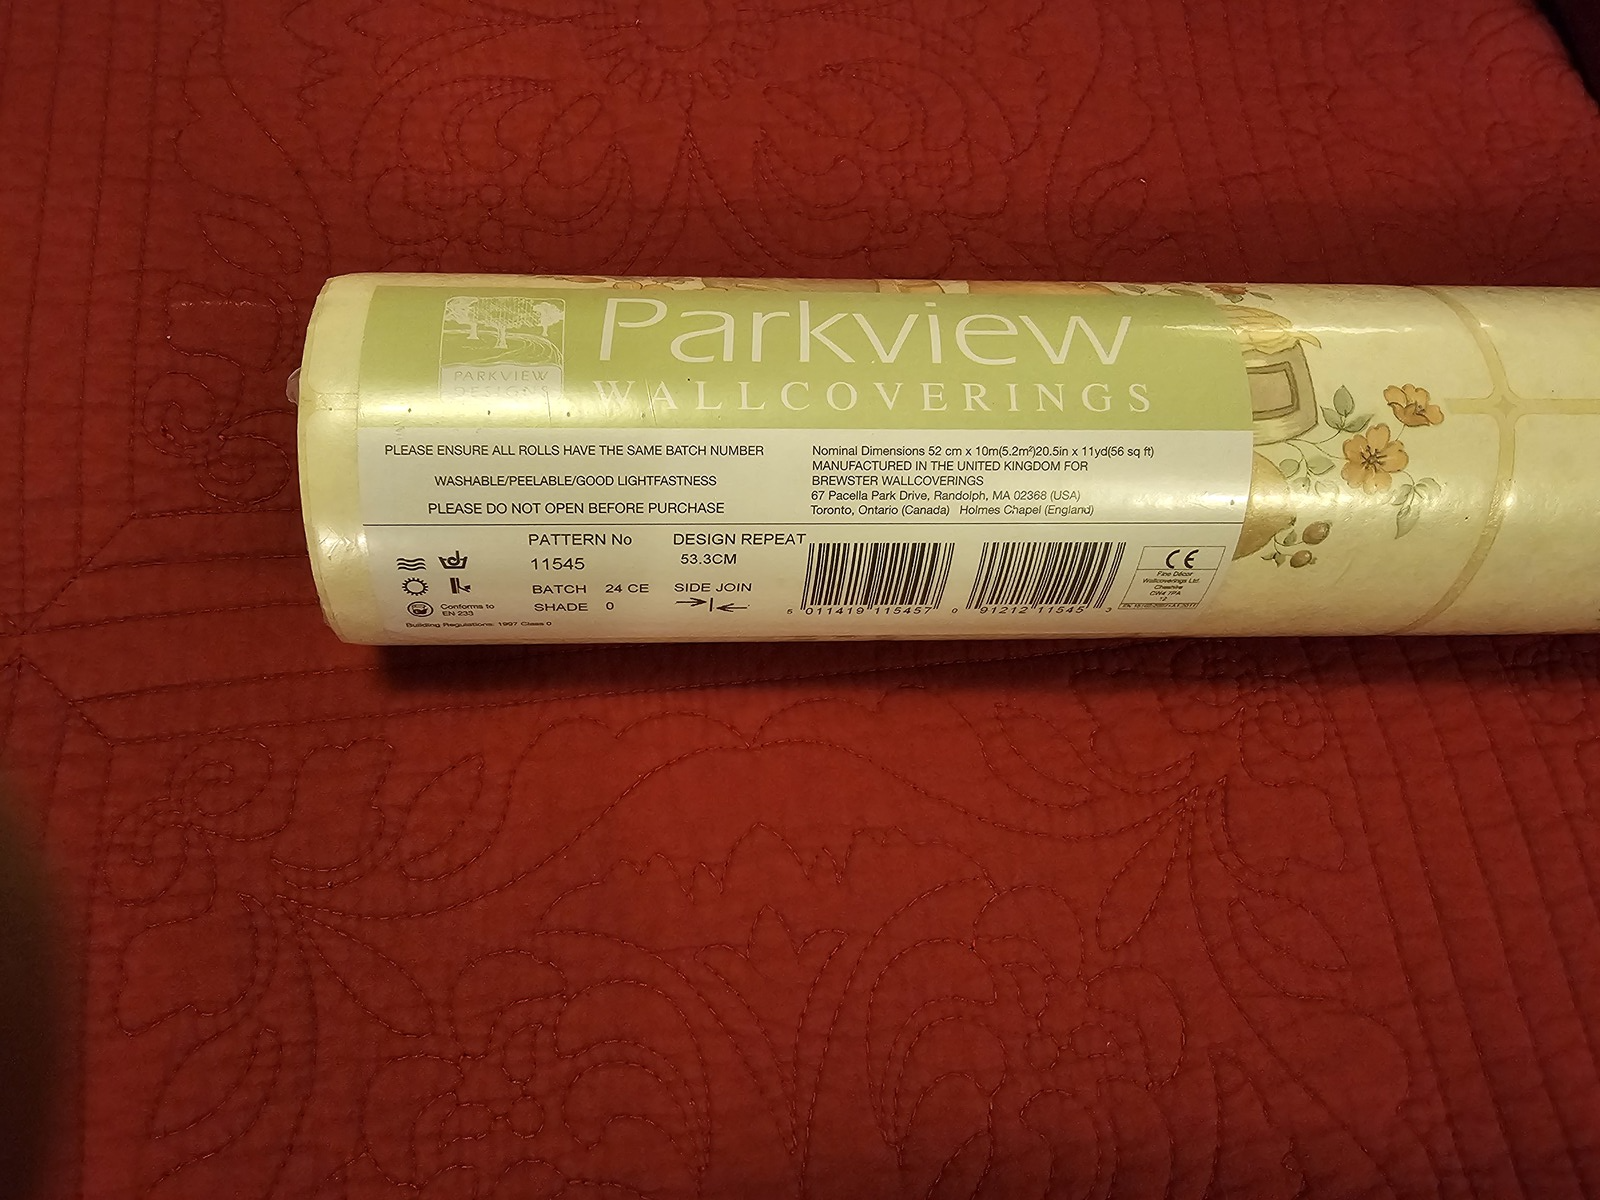 Parkview
WALLCOVERINGS
PARKVIEW
DESIGNS
PLEASE ENSURE ALL ROLLS HAVE THE SAME BATCH NUMBER
WASHABLE/PEELABLE/GOOD LIGHTFASTNESS
PLEASE DO NOT OPEN BEFORE PURCHASE
Nominal Dimensions 52 cm x 10m(5.2m²)20.5in x 11yd(56 sq ft)
MANUFACTURED IN THE UNITED KINGDOM FOR
BREWSTER WALLCOVERINGS
67 Pacella Park Drive, Randolph, MA 02368 (USA)
Toronto, Ontario (Canada) Holmes Chapel (England)
PATTERN No
11545
BATCH 24 CE
SHADE 0
DESIGN REPEAT
53.3CM
SIDE JOIN
Conforms to
EN 233
Building Regulations: 1997 Class 0
5 011419 115457
0 91212 11545 3
CE
Fine Décor
Wallcoverings Ltd.
Cheshire
CW4 7PA
12